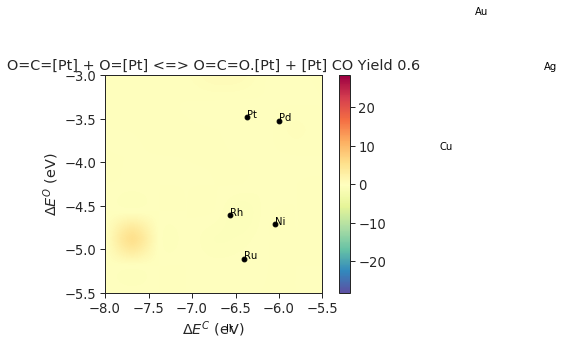 Au
O=C=[Pt] + O=[Pt] <=> O=C=O.[Pt] + [Pt] CO Yield 0.6
Ag
−3.0
−3.5
−4.0
−4.5
−5.0
−5.5
ΔE^O (eV)
Pt
Pd
Rh
Ni
Ru
20
10
0
−10
−20
Cu
−8.0 −7.5 −7.0 −6.5 −6.0 −5.5
ΔE^C (eV)
Ir